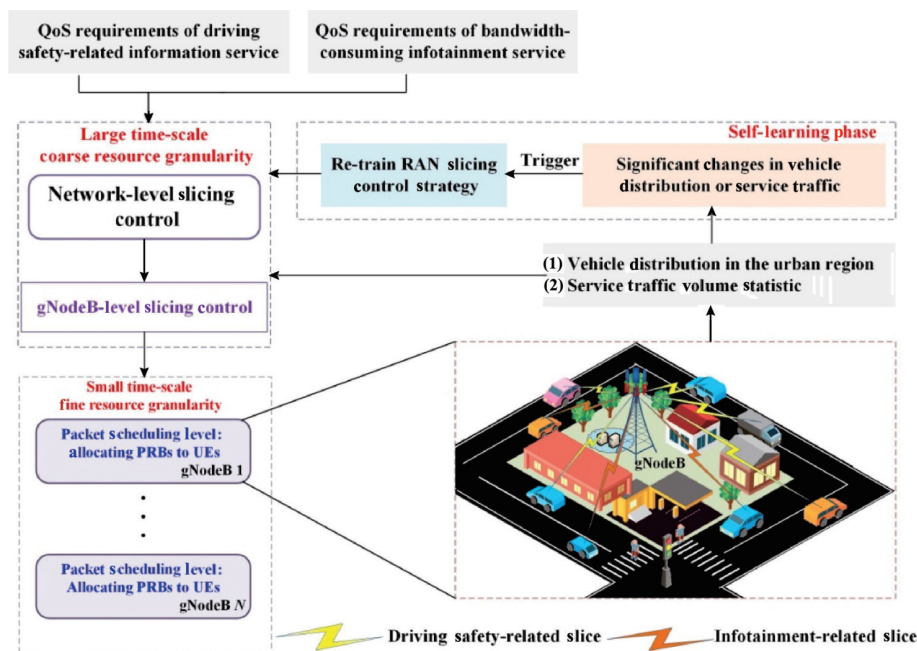 QoS requirements of driving
safety-related information service
QoS requirements of bandwidth-
consuming infotainment service
Large time-scale
coarse resource granularity
Network-level slicing
control
gNodeB-level slicing control
Self-learning phase
Re-train RAN slicing
control strategy
Trigger
Significant changes in vehicle
distribution or service traffic
(1) Vehicle distribution in the urban region
(2) Service traffic volume statistic
Small time-scale
fine resource granularity
Packet scheduling level:
allocating PRBs to UEs
gNodeB 1
Packet scheduling level:
Allocating PRBs to UEs
gNodeB N
gNodeB
Driving safety-related slice
Infotainment-related slice